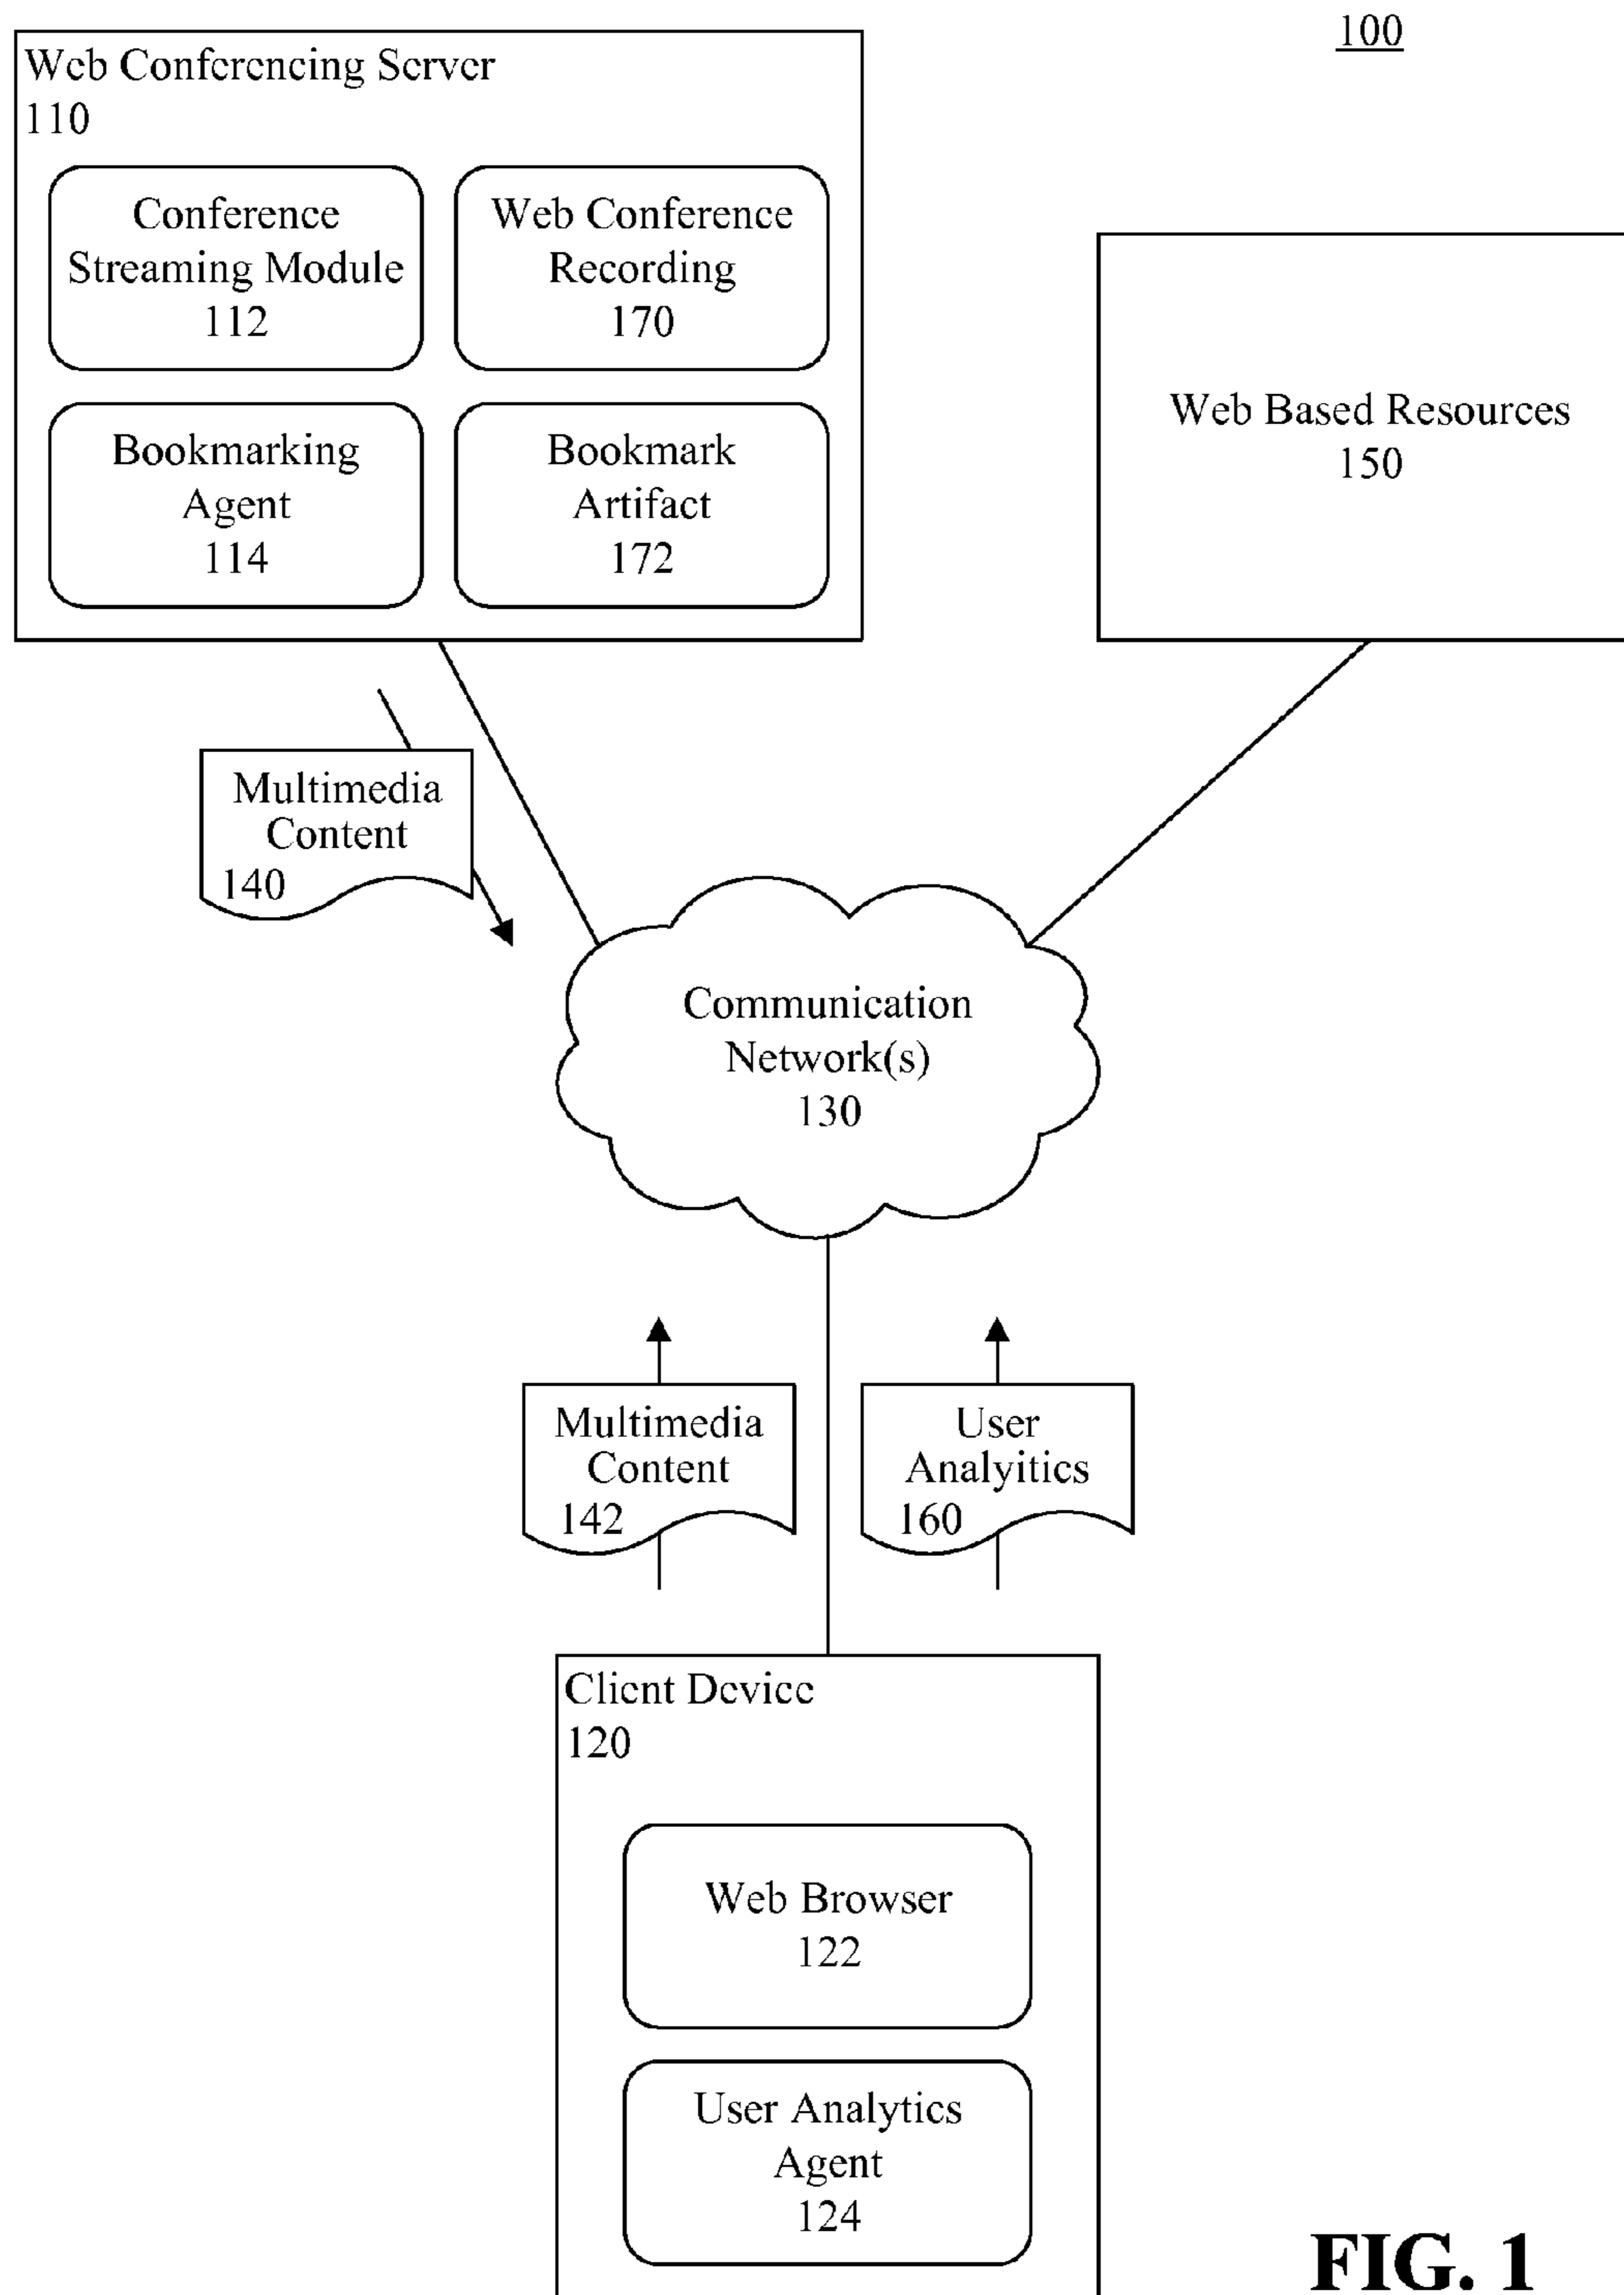 100
Web Conferencing Server
110
Conference
Streaming Module
112
Web Conference
Recording
170
Bookmarking
Agent
114
Bookmark
Artifact
172
Web Based Resources
150
Multimedia
Content
140
Communication
Network(s)
130
Multimedia
Content
142
User
Analyitics
160
Client Device
120
Web Browser
122
User Analytics
Agent
124
FIG. 1